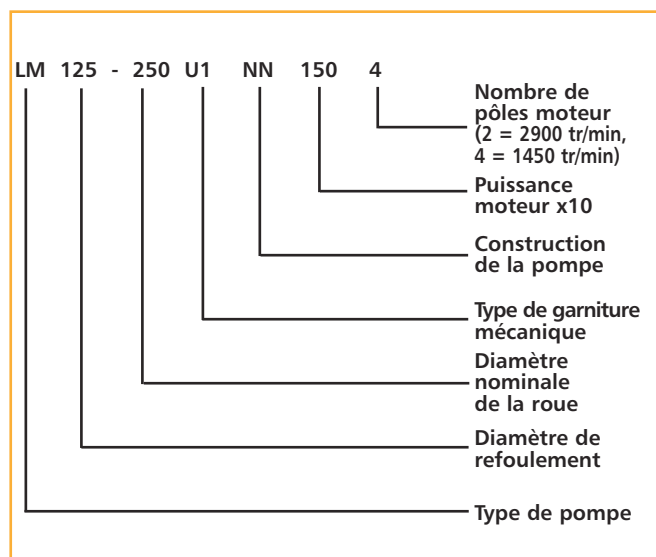 LM 125 - 250 U1 NN 150 4
Nombre de
pôles moteur
(2 = 2900 tr/min,
4 = 1450 tr/min)
Puissance
moteur x10
Construction
de la pompe
Type de garniture
mécanique
Diamètre
nominale
de la roue
Diamètre de
refoulement
Type de pompe